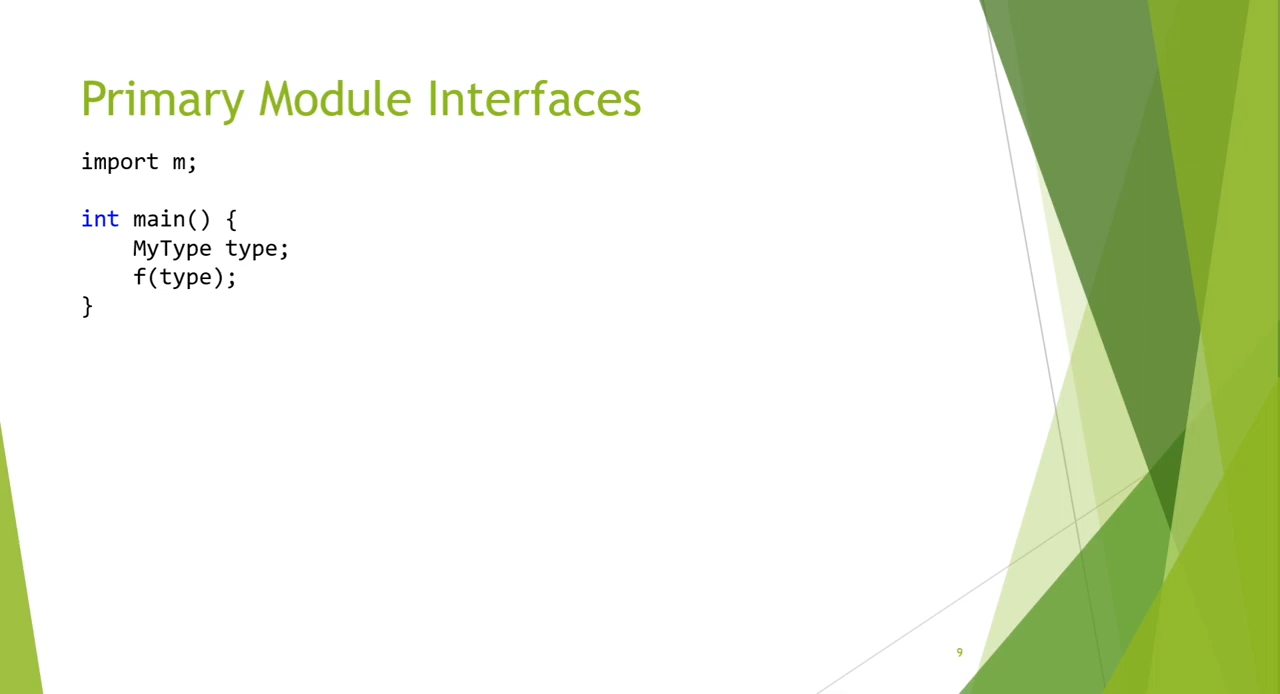 Primary Module Interfaces
import m;
int main() {
    MyType type;
    f(type);
}
9